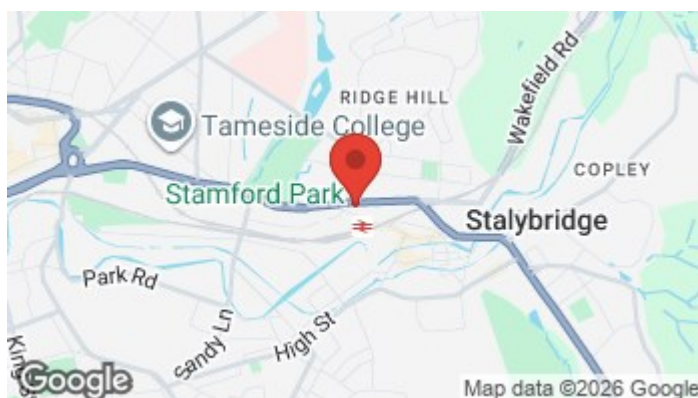 RIDGE HILL
Wakefield Rd
Tameside College
COPLEY
Stamford Park
Stalybridge
Park Rd
Sandy Ln
High St
King
Google
Map data ©2026 Google